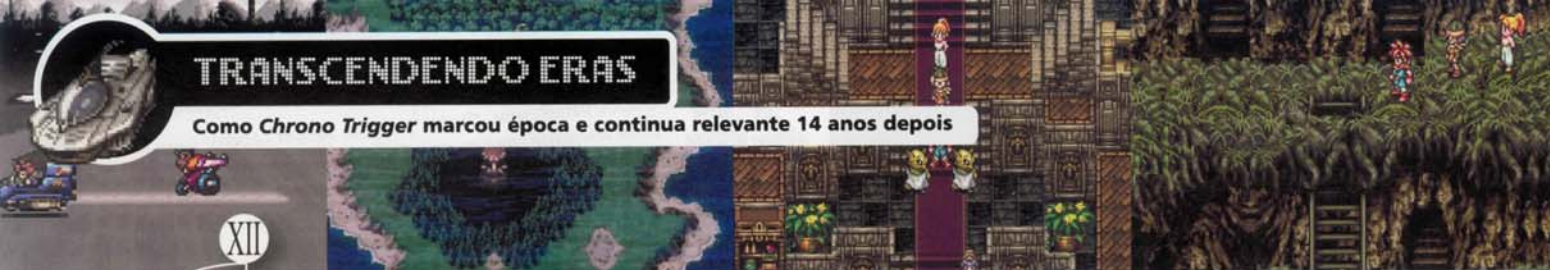 TRANSCENDENDO ERAS
Como Chrono Trigger marcou época e continua relevante 14 anos depois
XII